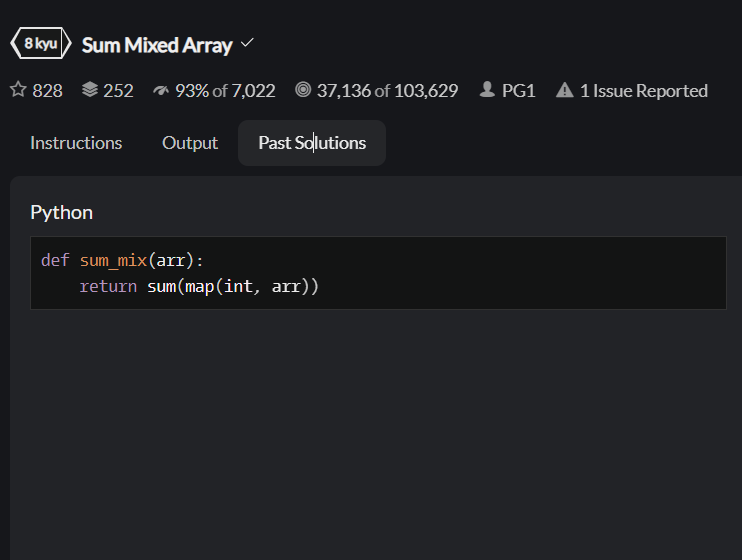 8 kyu Sum Mixed Array
828 252 93% of 7,022 37,136 of 103,629 PG1 1 Issue Reported
Instructions Output Past Solutions
Python
def sum_mix(arr):
    return sum(map(int, arr))